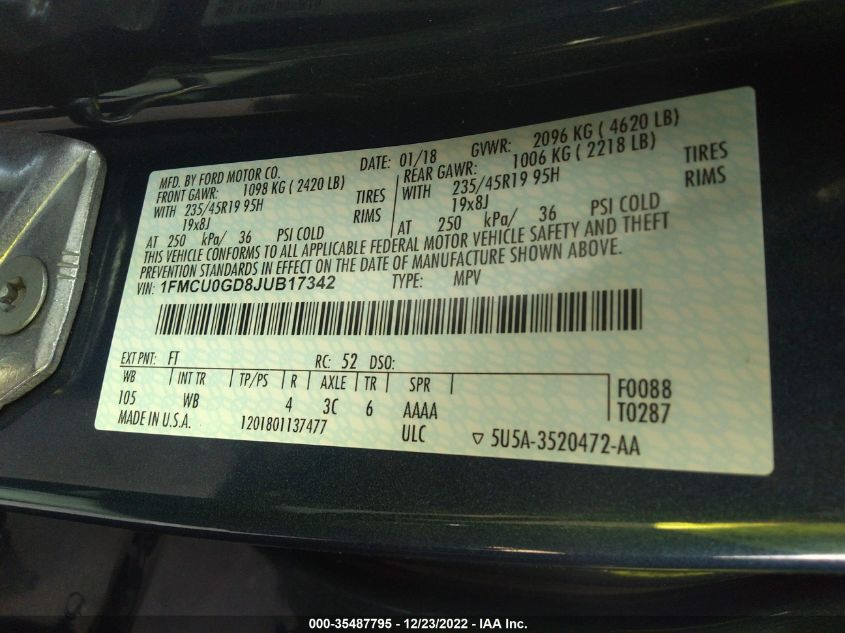 MFD. BY FORD MOTOR CO. DATE: 01/18 GVWR: 2096 KG ( 4620 LB)
FRONT GAWR: 1098 KG ( 2420 LB) REAR GAWR: 1006 KG ( 2218 LB)
WITH 235/45R19 95H TIRES WITH 235/45R19 95H TIRES
19x8J RIMS 19x8J RIMS
AT 250 kPa/ 36 PSI COLD AT 250 kPa/ 36 PSI COLD
THIS VEHICLE CONFORMS TO ALL APPLICABLE FEDERAL MOTOR VEHICLE SAFETY AND THEFT
PREVENTION STANDARDS IN EFFECT ON THE DATE OF MANUFACTURE SHOWN ABOVE.
VIN: 1FMCU0GD8JUB17342 TYPE: MPV
EXT PNT: FT RC: 52 DSO:
WB INT TR TP/PS R AXLE TR SPR F0088
105 WB 4 3C 6 AAAA T0287
MADE IN U.S.A. 1201801137477 ULC ▽ 5U5A-3520472-AA
000-35487795 - 12/23/2022 - IAA Inc.